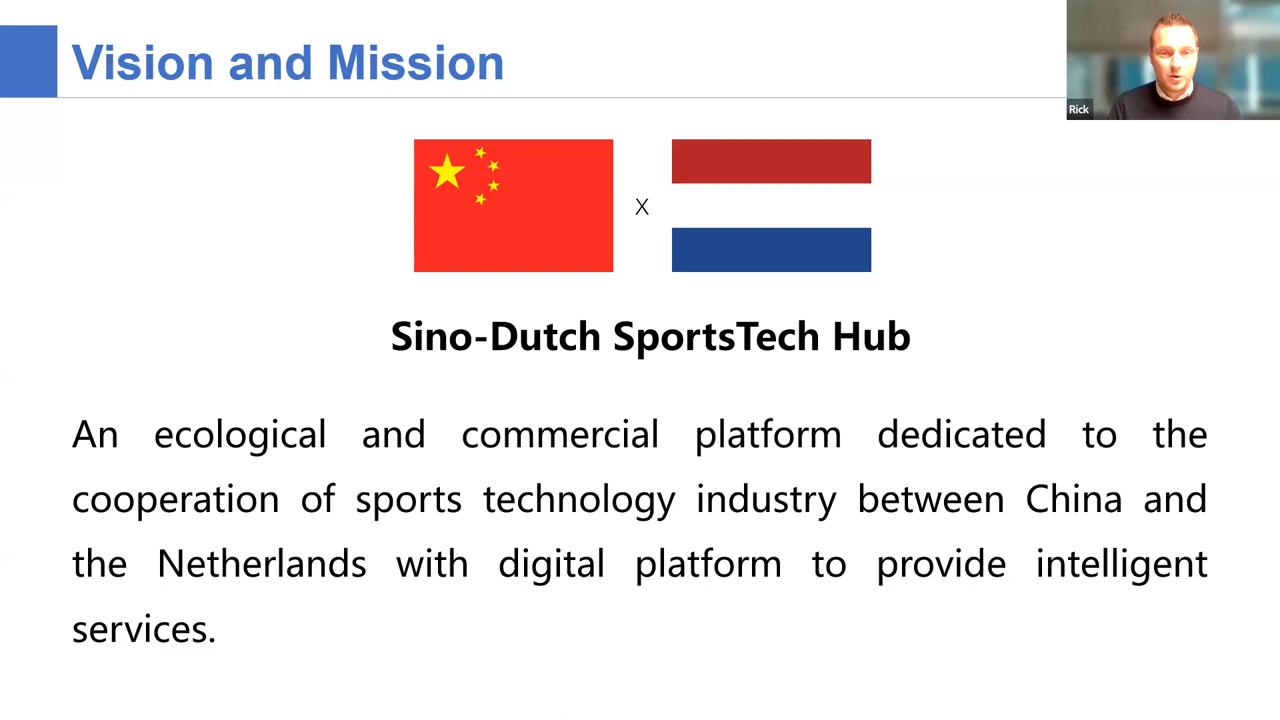 Vision and Mission
Rick
X
Sino-Dutch SportsTech Hub
An ecological and commercial platform dedicated to the
cooperation of sports technology industry between China and
the Netherlands with digital platform to provide intelligent
services.